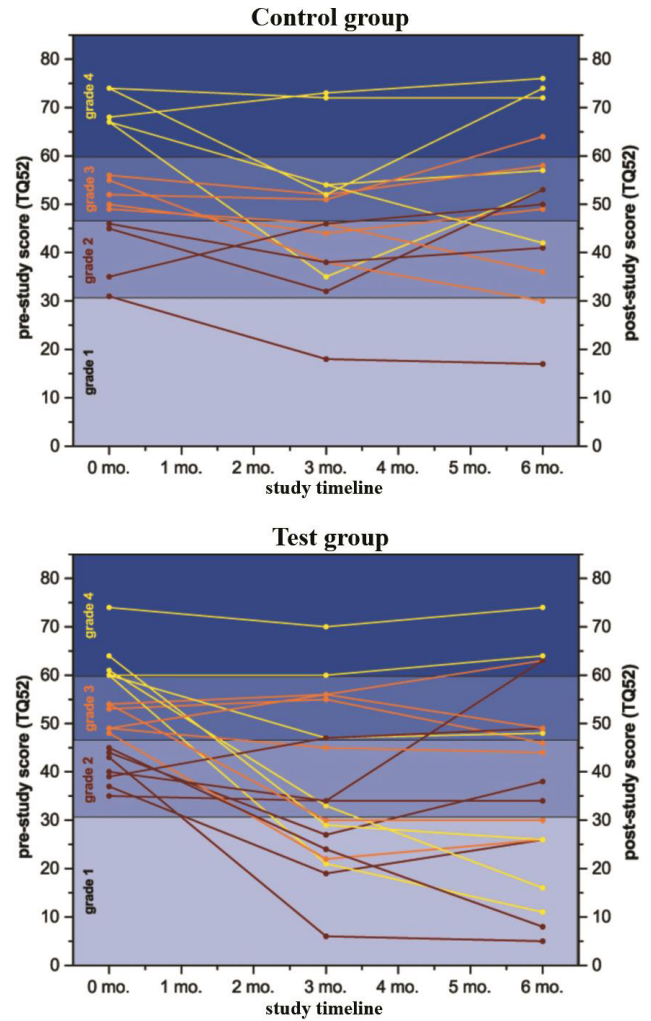 Control group
pre-study score (TQ52)
80
70
60
50
40
30
20
10
0
grade 4
grade 3
grade 2
grade 1
80
70
60
50
40
30
20
10
0
post-study score (TQ52)
0 mo. 1 mo. 2 mo. 3 mo. 4 mo. 5 mo. 6 mo.
study timeline
Test group
pre-study score (TQ52)
80
70
60
50
40
30
20
10
0
grade 4
grade 3
grade 2
grade 1
80
70
60
50
40
30
20
10
0
post-study score (TQ52)
0 mo. 1 mo. 2 mo. 3 mo. 4 mo. 5 mo. 6 mo.
study timeline